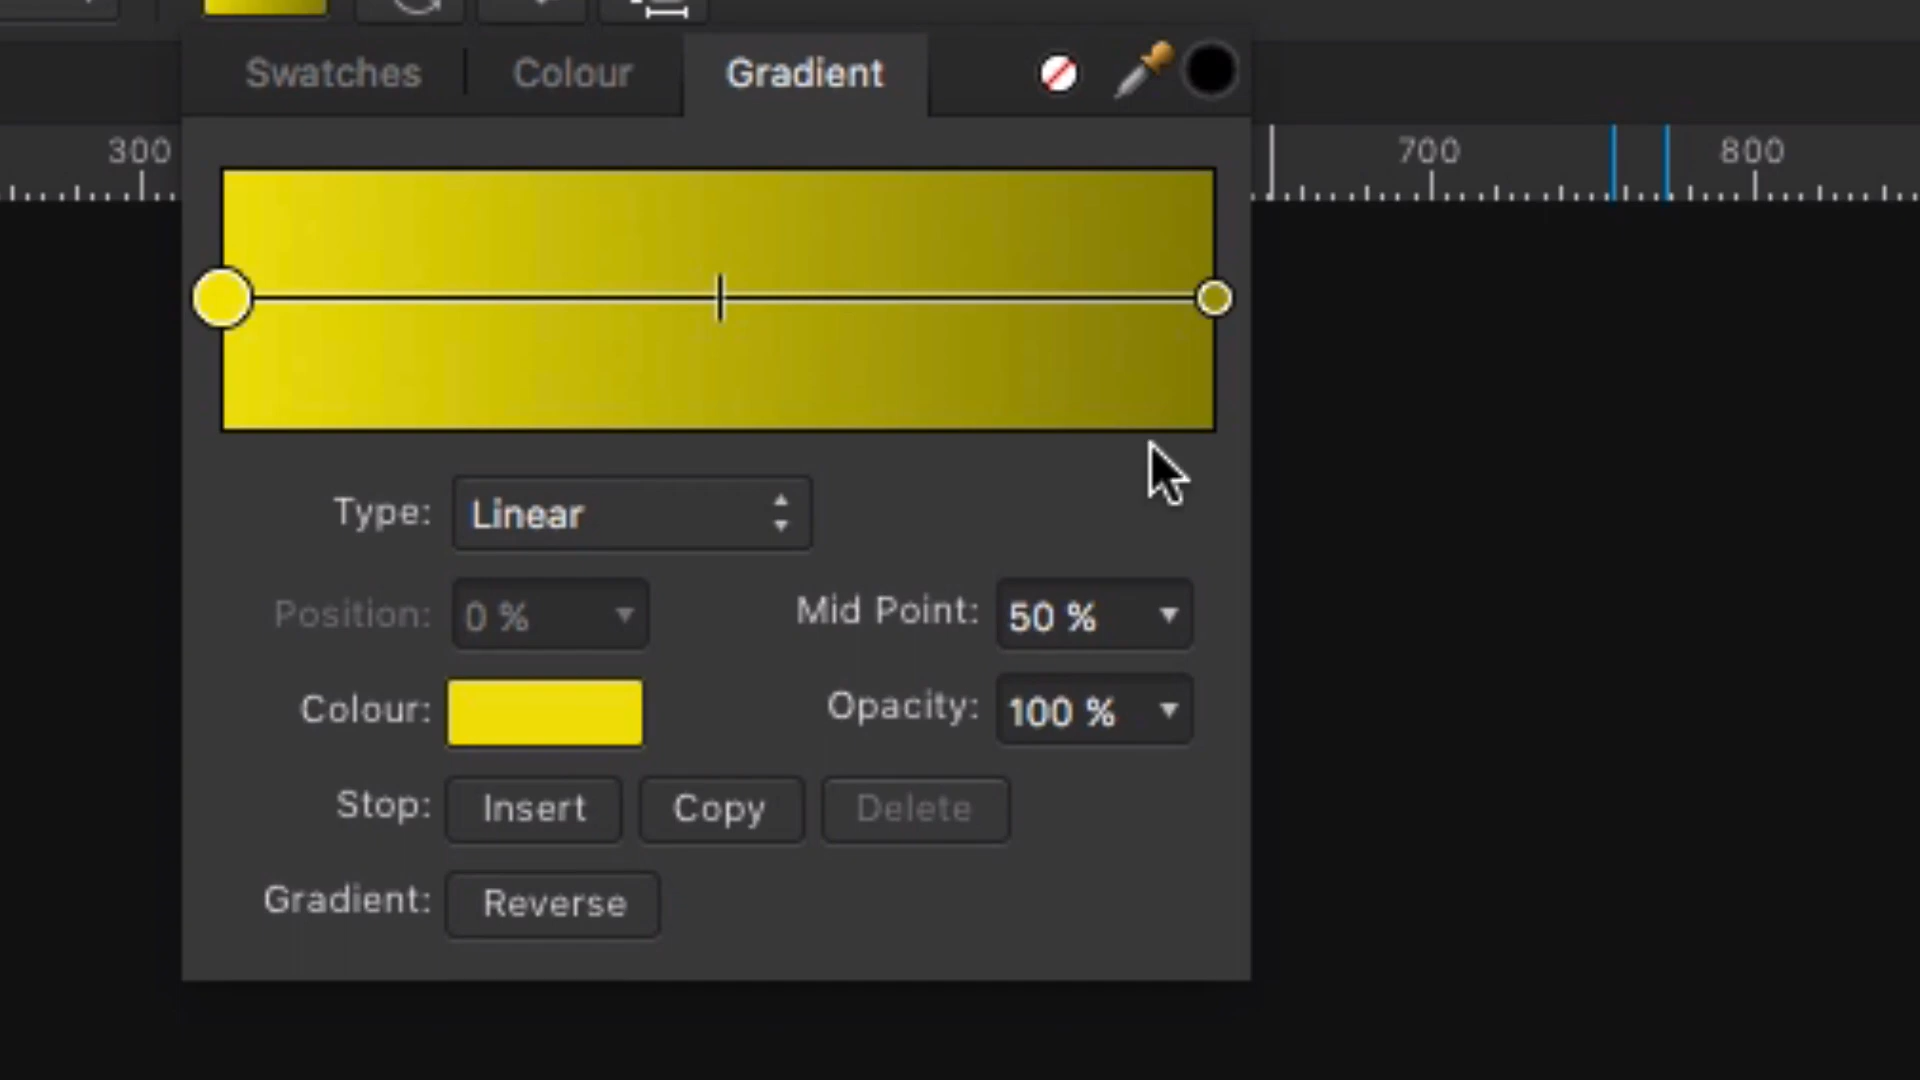 Swatches Colour Gradient
300 700 800
Type: Linear
Position: 0 % Mid Point: 50 %
Colour: Opacity: 100 %
Stop: Insert Copy Delete
Gradient: Reverse